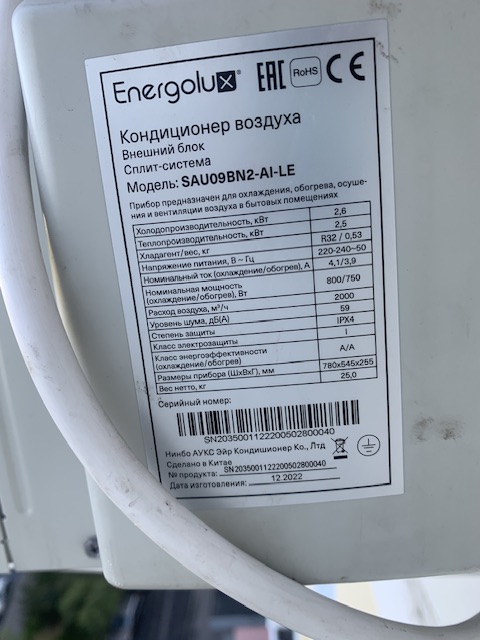 Energolux®
EAC RoHS CE
Кондиционер воздуха
Внешний блок
Сплит-система
Модель: SAU09BN2-AI-LE
Прибор предназначен для охлаждения, обогрева, осуше-
ния и вентиляции воздуха в бытовых помещениях
Холодопроизводительность, кВт 2,6
Теплопроизводительность, кВт 2,5
Хладагент/вес, кг R32 / 0,53
Напряжение питания, В ~ Гц 220-240~50
Номинальный ток (охлаждение/обогрев), А 4,1/3,9
Номинальная мощность
(охлаждение/обогрев), Вт 800/750
Расход воздуха, м³/ч 2000
Уровень шума, дБ(А) 59
Степень защиты IPX4
Класс электрозащиты I
Класс энергоэффективности
(охлаждение/обогрев) A/A
Размеры прибора (ШхВхГ), мм 780x545x255
Вес нетто, кг 25,0
Серийный номер:
SN2035001122200502800040
Нинбо АУКС Эйр Кондишионер Ко., Лтд
Сделано в Китае
№ продукта: SN2035001122200502800040
Дата изготовления: 12.2022